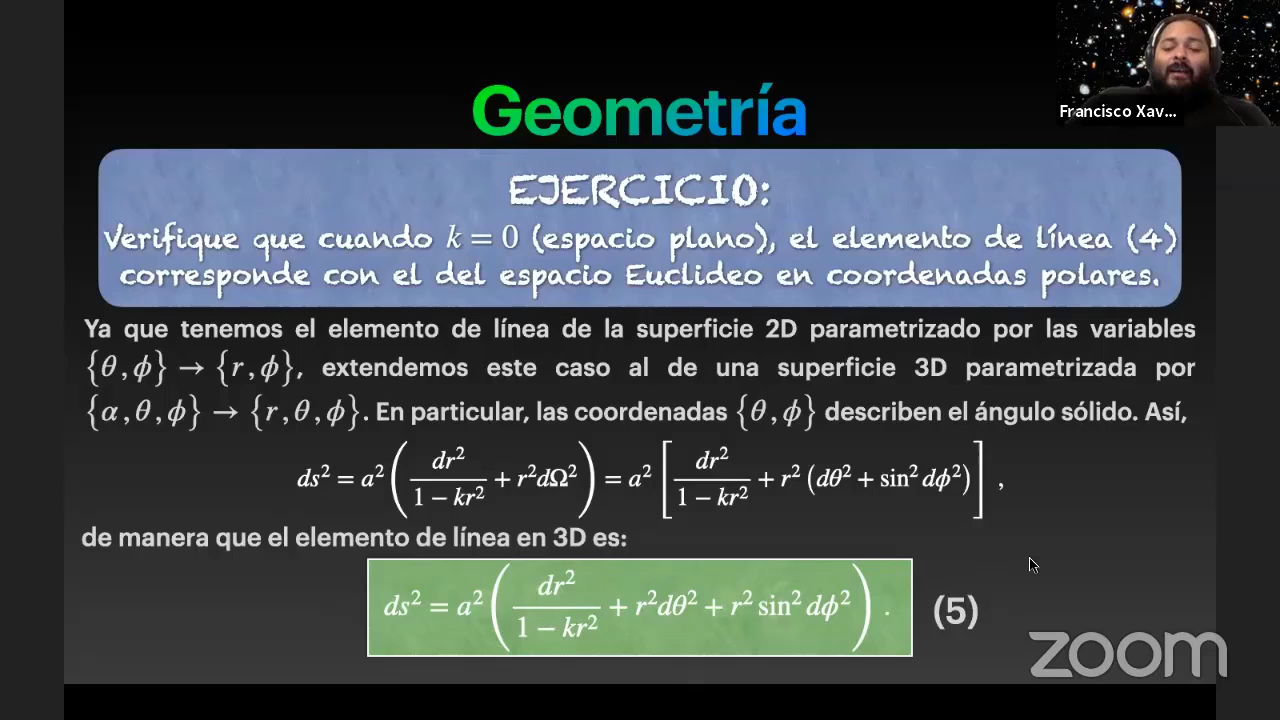 Francisco Xav...
Geometría
EJERCICIO:
Verifique que cuando k = 0 (espacio plano), el elemento de línea (4)
corresponde con el del espacio Euclideo en coordenadas polares.
Ya que tenemos el elemento de línea de la superficie 2D parametrizado por las variables
{θ, ϕ} → {r, ϕ}, extendemos este caso al de una superficie 3D parametrizada por
{α, θ, ϕ} → {r, θ, ϕ}. En particular, las coordenadas {θ, ϕ} describen el ángulo sólido. Así,
ds² = a² ( dr² / (1 − kr²) + r²dΩ² ) = a² [ dr² / (1 − kr²) + r² (dθ² + sin² dϕ²) ] ,
de manera que el elemento de línea en 3D es:
ds² = a² ( dr² / (1 − kr²) + r²dθ² + r² sin² dϕ² ) . (5)
zoom